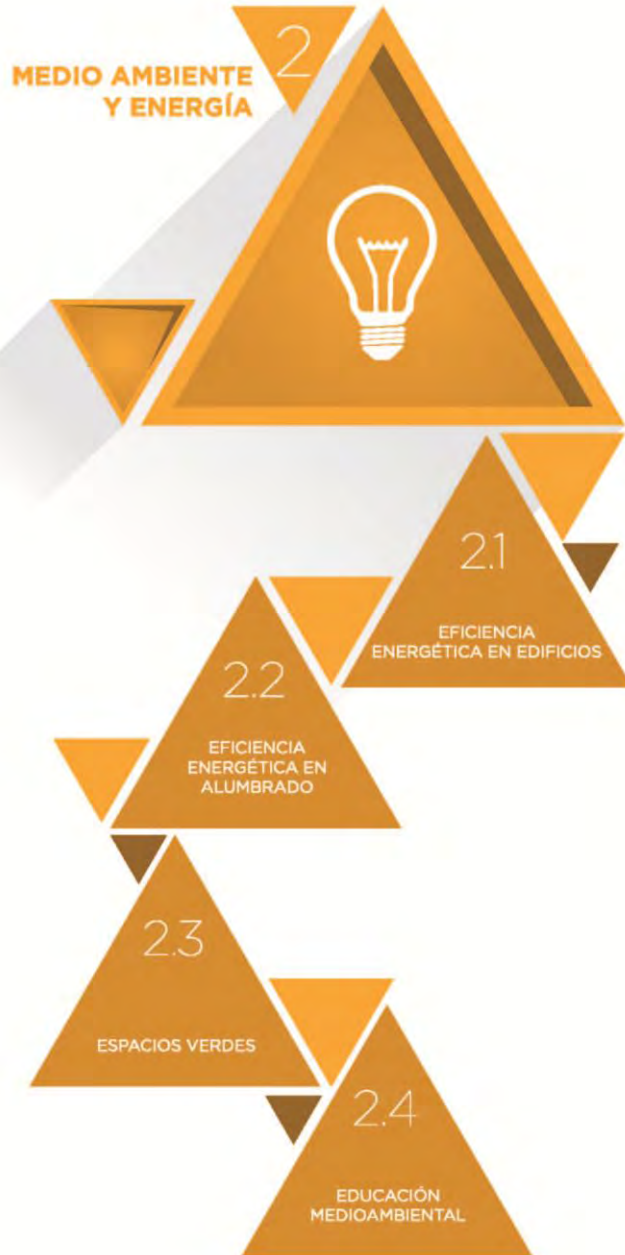 2
MEDIO AMBIENTE
Y ENERGÍA
2.1
EFICIENCIA
ENERGÉTICA EN EDIFICIOS
2.2
EFICIENCIA
ENERGÉTICA EN
ALUMBRADO
2.3
ESPACIOS VERDES
2.4
EDUCACIÓN
MEDIOAMBIENTAL